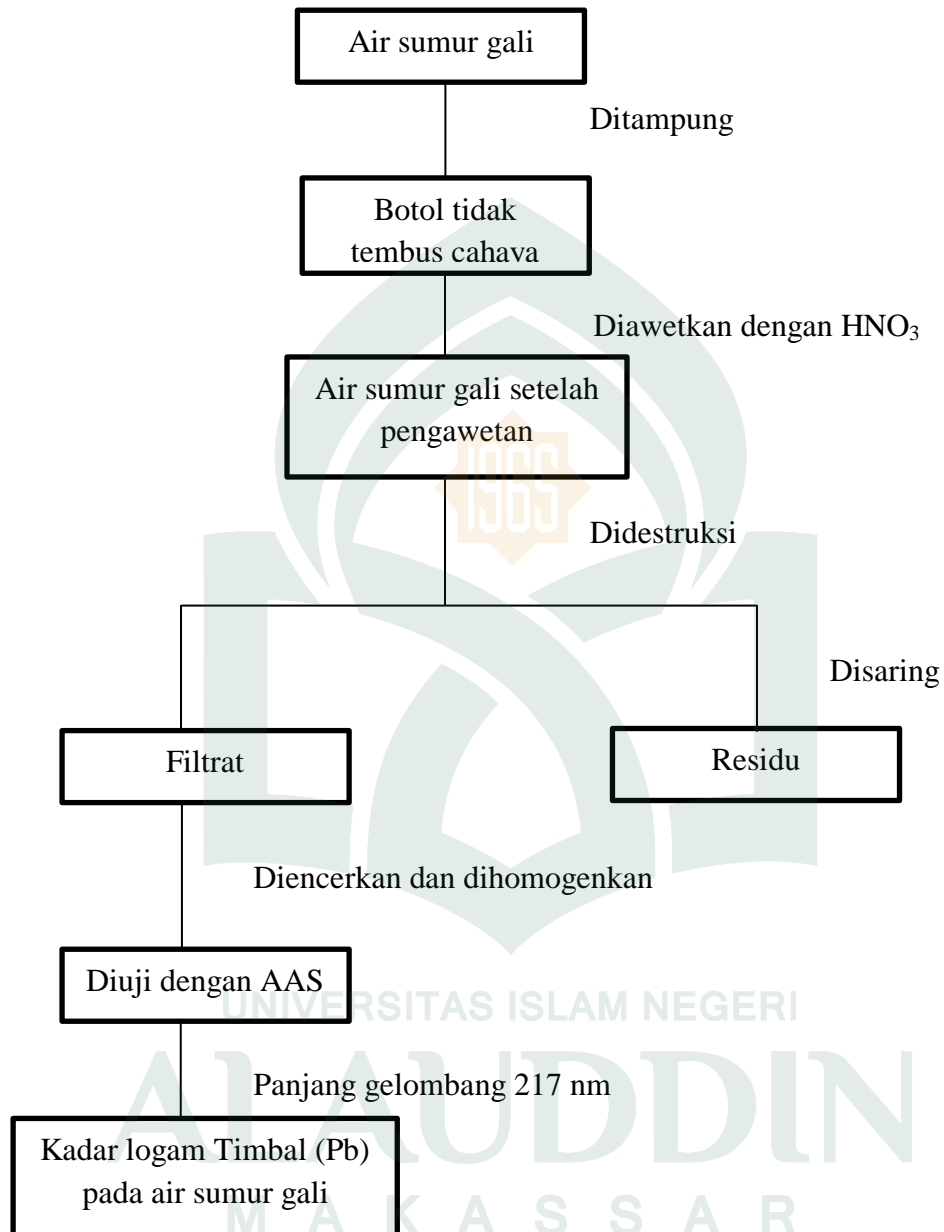 Air sumur gali
Ditampung
Botol tidak
tembus cahava
Diawetkan dengan HNO₃
Air sumur gali setelah
pengawetan
1965
Didestruksi
Disaring
Filtrat
Residu
Diencerkan dan dihomogenkan
Diuji dengan AAS
UNIVERSITAS ISLAM NEGERI
ALAUDDIN
Panjang gelombang 217 nm
Kadar logam Timbal (Pb)
pada air sumur gali
MAKASSAR